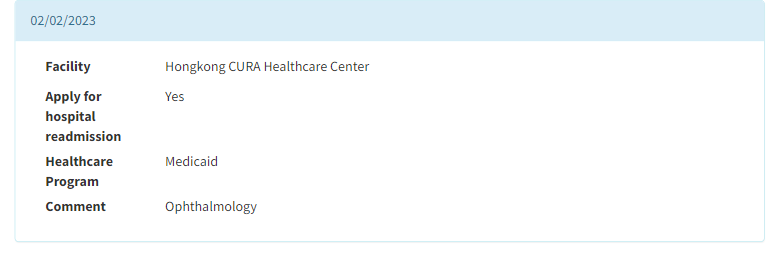 02/02/2023
Facility Hongkong CURA Healthcare Center
Apply for Yes
hospital
readmission
Healthcare Medicaid
Program
Comment Ophthalmology